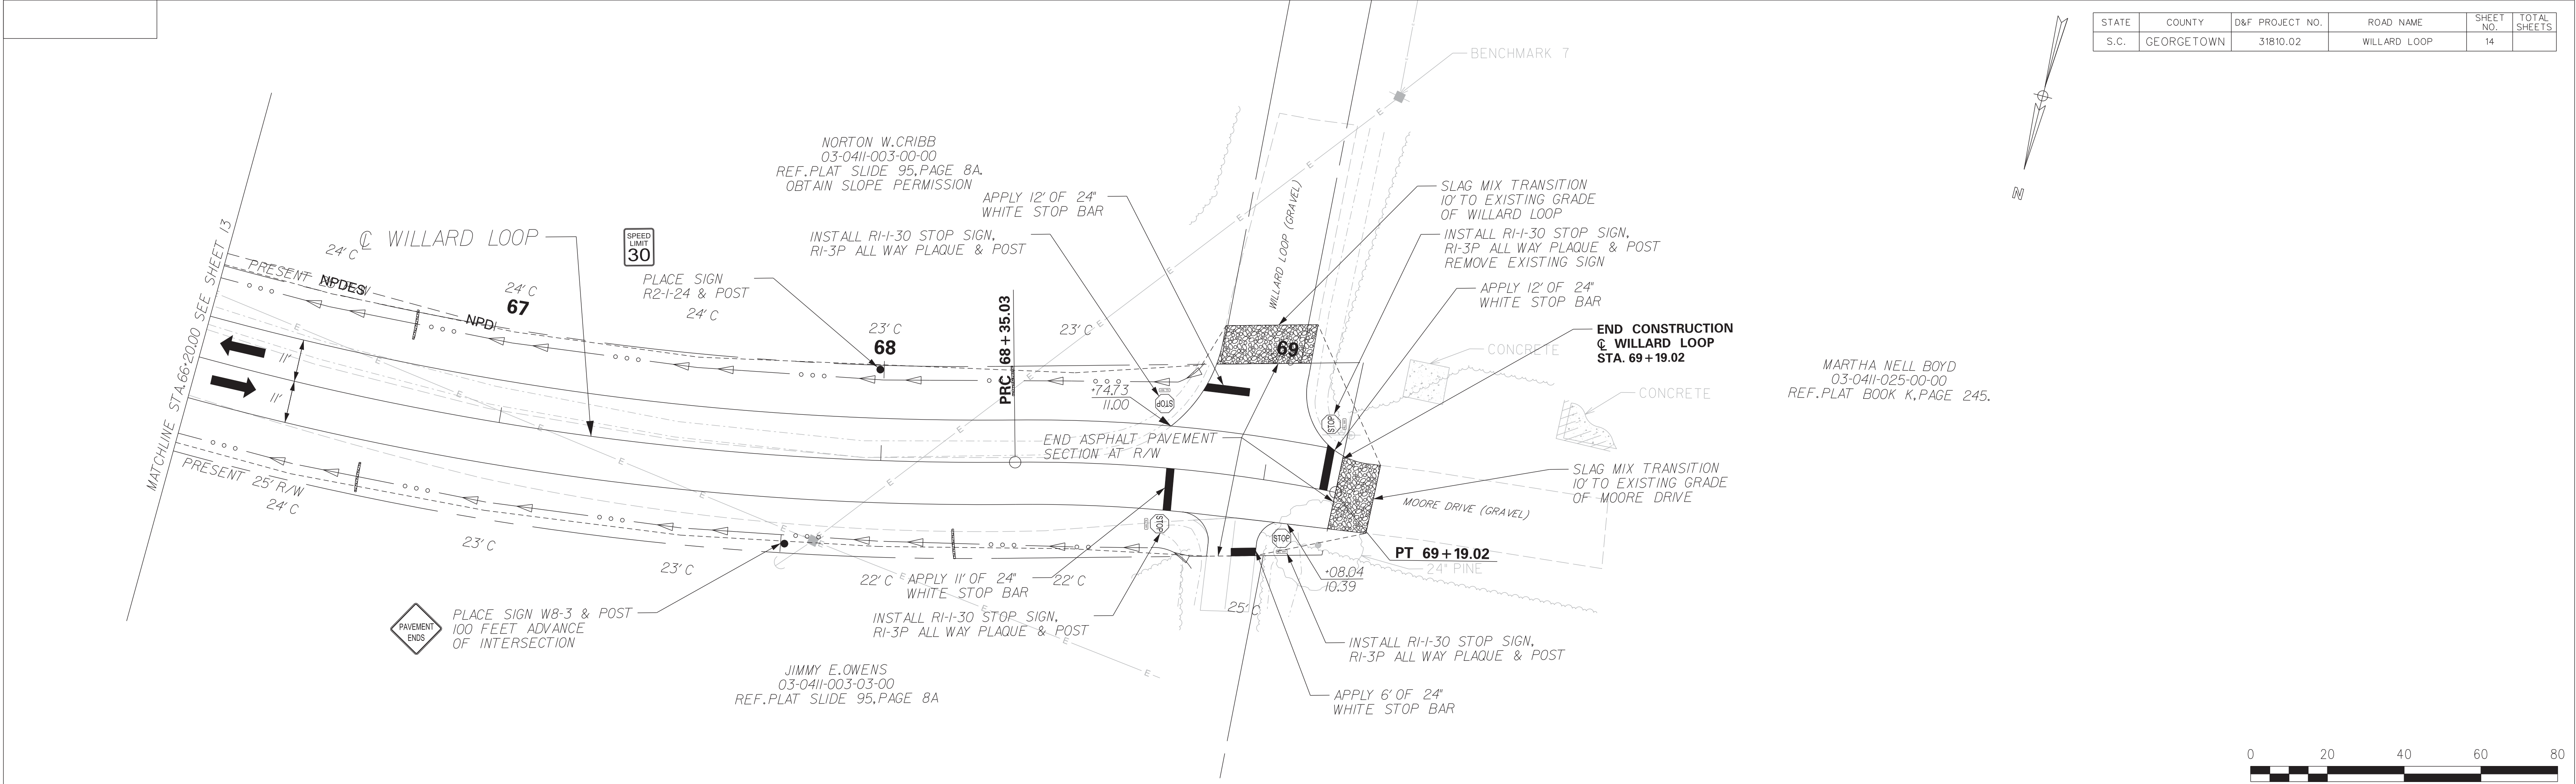 STATE COUNTY D&F PROJECT NO. ROAD NAME SHEET NO. TOTAL SHEETS
S.C. GEORGETOWN 31810.02 WILLARD LOOP 14
BENCHMARK 7
NORTON W.CRIBB
03-0411-003-00-00
REF.PLAT SLIDE 95,PAGE 8A.
OBTAIN SLOPE PERMISSION
APPLY 12' OF 24"
WHITE STOP BAR
INSTALL R1-1-30 STOP SIGN,
R1-3P ALL WAY PLAQUE & POST
SLAG MIX TRANSITION
10' TO EXISTING GRADE
OF WILLARD LOOP
INSTALL R1-1-30 STOP SIGN,
R1-3P ALL WAY PLAQUE & POST
REMOVE EXISTING SIGN
APPLY 12' OF 24"
WHITE STOP BAR
END CONSTRUCTION
℄ WILLARD LOOP
STA. 69+19.02
WILLARD LOOP (GRAVEL)
N
MATCHLINE STA.66+20.00 SEE SHEET 13
℄ WILLARD LOOP
24' C
PRESENT
NPDES
24' C
67
NPD
SPEED
LIMIT
30
PLACE SIGN
R2-1-24 & POST
24' C
23' C
68
PRC 68+35.03
23' C
69
+74.73
11.00
STOP
STOP
CONCRETE
CONCRETE
MARTHA NELL BOYD
03-0411-025-00-00
REF.PLAT BOOK K,PAGE 245.
11'
11'
END ASPHALT PAVEMENT
SECTION AT R/W
SLAG MIX TRANSITION
10' TO EXISTING GRADE
OF MOORE DRIVE
MOORE DRIVE (GRAVEL)
PRESENT 25' R/W
24' C
23' C
23' C
22' C
22' C
25' C
STOP
STOP
PT 69+19.02
24" PINE
+08.04
10.39
APPLY 11' OF 24"
WHITE STOP BAR
INSTALL R1-1-30 STOP SIGN,
R1-3P ALL WAY PLAQUE & POST
PAVEMENT
ENDS
PLACE SIGN W8-3 & POST
100 FEET ADVANCE
OF INTERSECTION
INSTALL R1-1-30 STOP SIGN,
R1-3P ALL WAY PLAQUE & POST
JIMMY E.OWENS
03-0411-003-03-00
REF.PLAT SLIDE 95,PAGE 8A
APPLY 6' OF 24"
WHITE STOP BAR
E E E E E E E E E E E E E E E
0 20 40 60 80